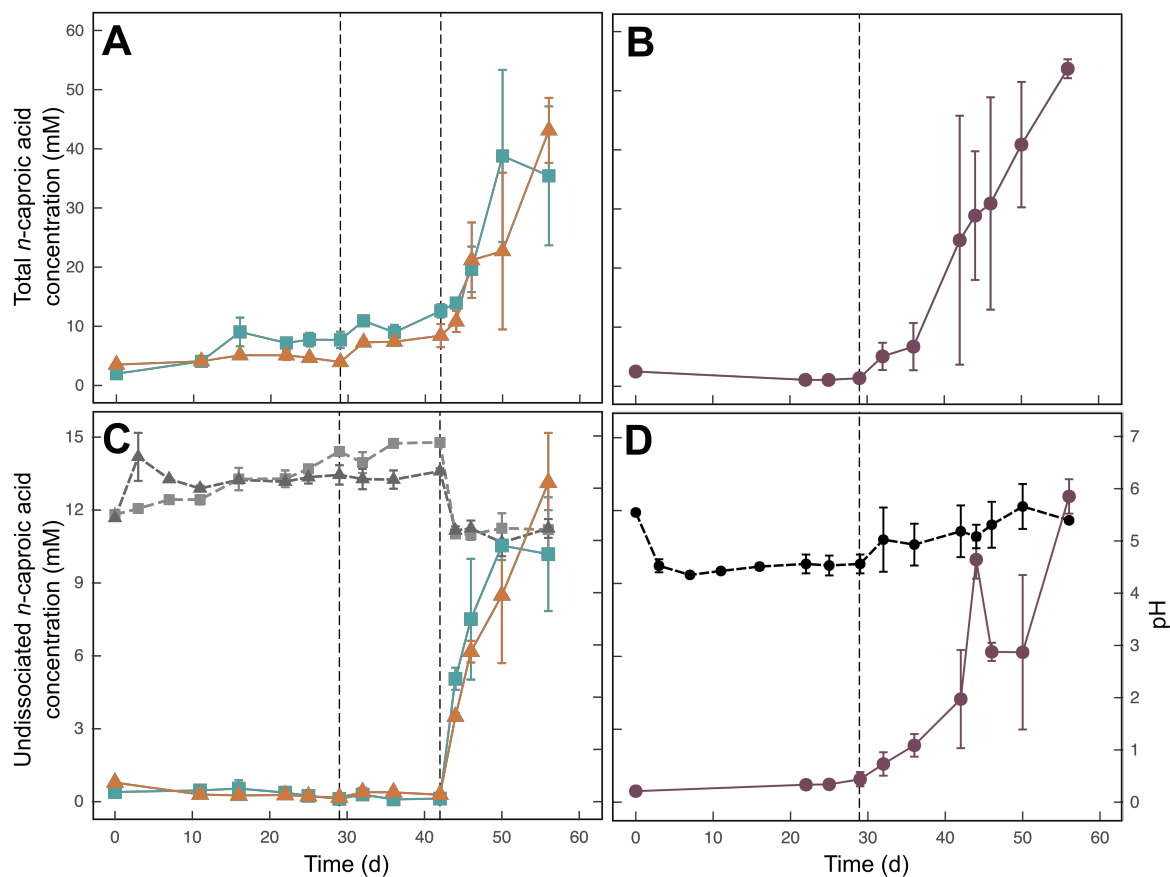 A
B
Total n-caproic acid
concentration (mM)
60
50
40
30
20
10
0
C
D
Undissociated n-caproic acid
concentration (mM)
15
12
9
6
3
0
7
6
5
4
3
2
1
0
pH
0 10 20 30 40 50 60
0 10 20 30 40 50 60
Time (d)
Time (d)